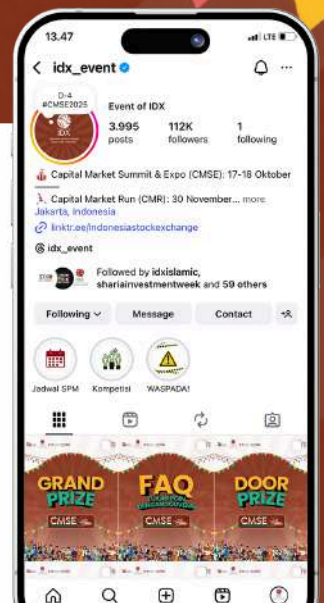 13.47
LTE
idx_event
D-4
#CMSE2025
IDX
Event of IDX
3.995 112K 1
posts followers following
Capital Market Summit & Expo (CMSE): 17-18 Oktober
Capital Market Run (CMR): 30 November... more
Jakarta, Indonesia
linktr.ee/indonesiastockexchange
idx_event
Followed by idxislamic,
shariainvestmentweek and 59 others
Following Message Contact
Jadwal SPM Kompetisi WASPADA!
GRAND PRIZE
CMSE
FAQ
CMSE
DOOR PRIZE
CMSE